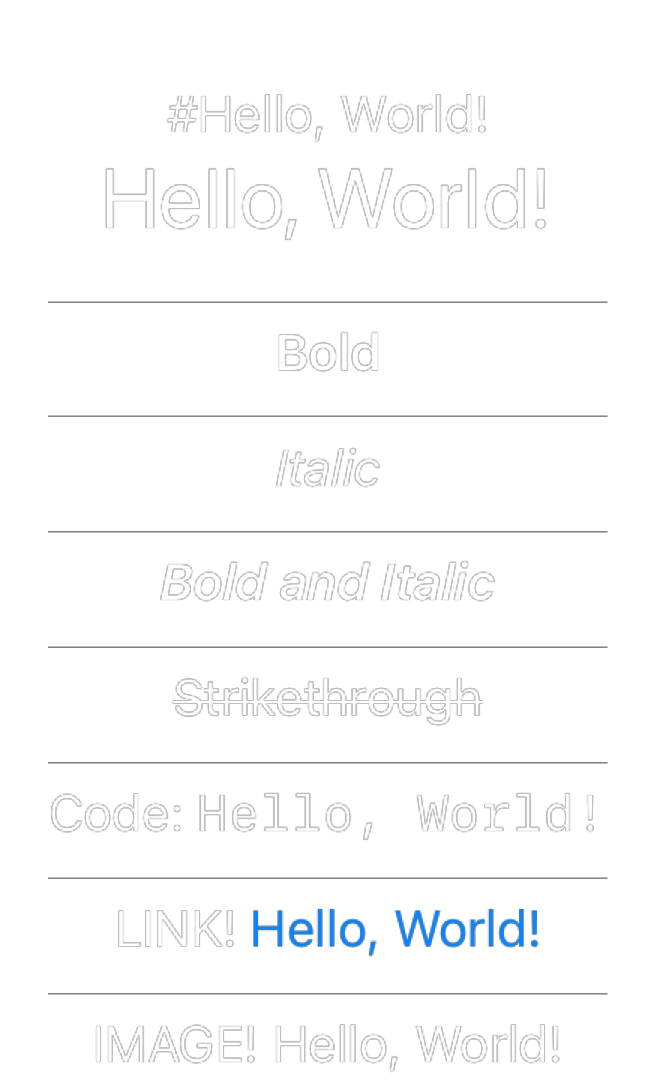 #Hello, World!
Hello, World!
Bold
Italic
Bold and Italic
Strikethrough
Code: Hello, World!
LINK! Hello, World!
IMAGE! Hello, World!